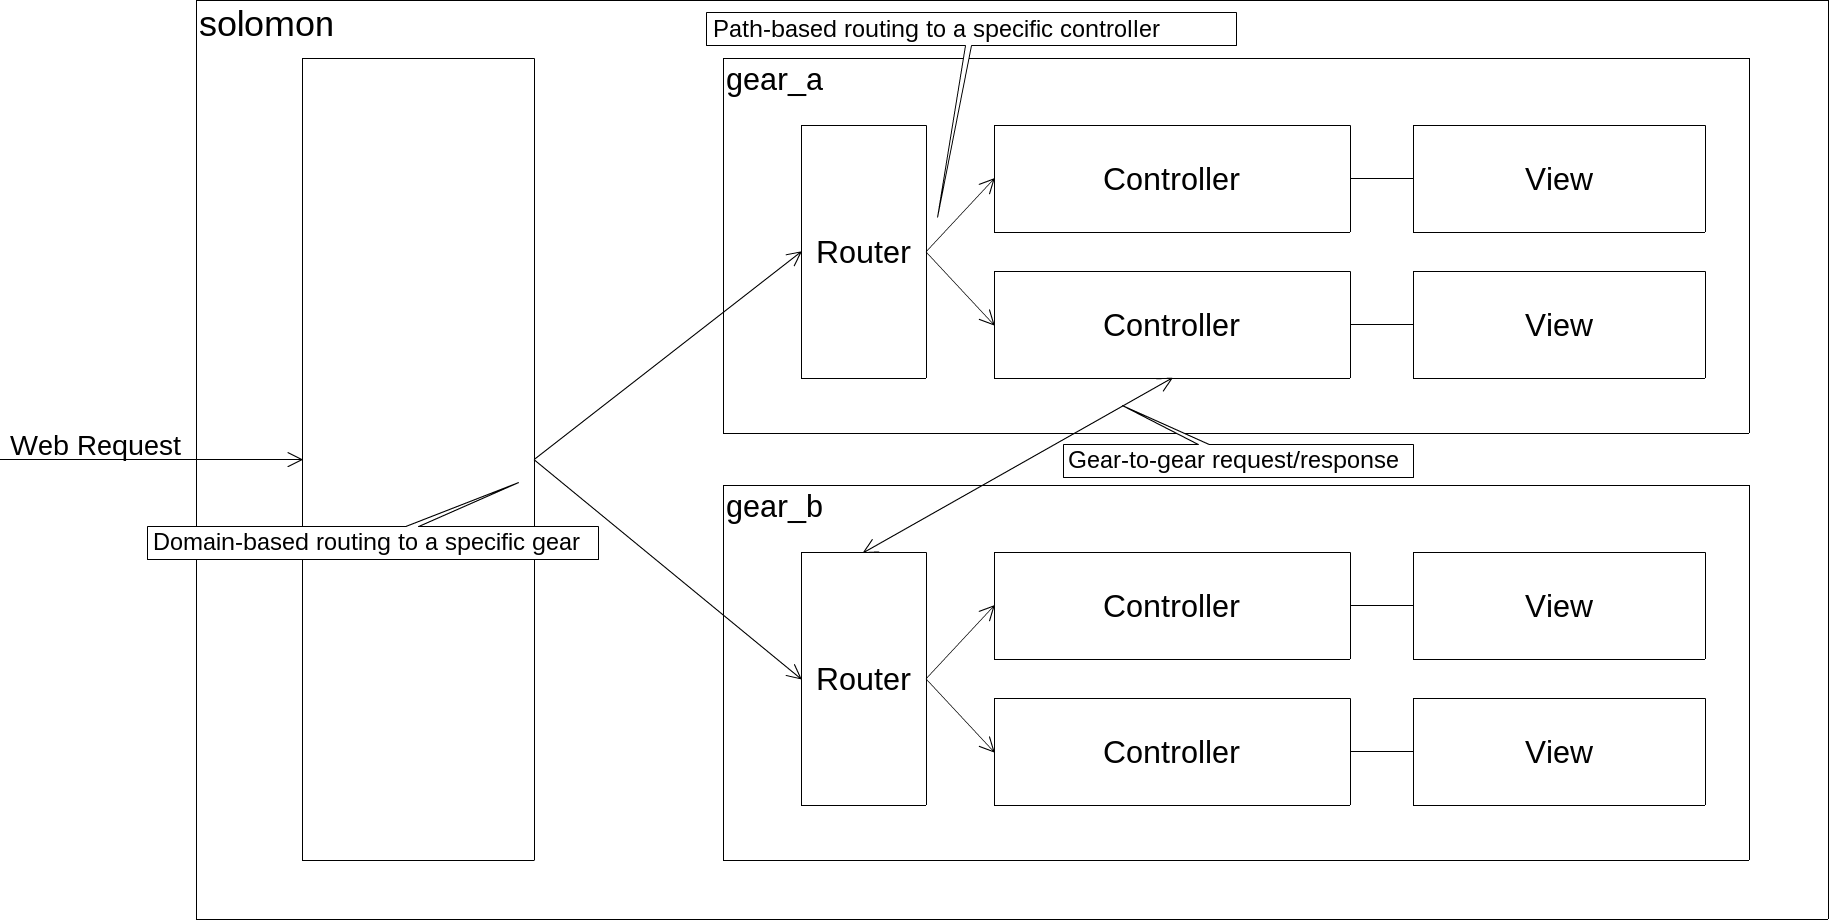 solomon
Path-based routing to a specific controller
gear_a
Router
Controller
View
Controller
View
Web Request
Domain-based routing to a specific gear
Gear-to-gear request/response
gear_b
Router
Controller
View
Controller
View